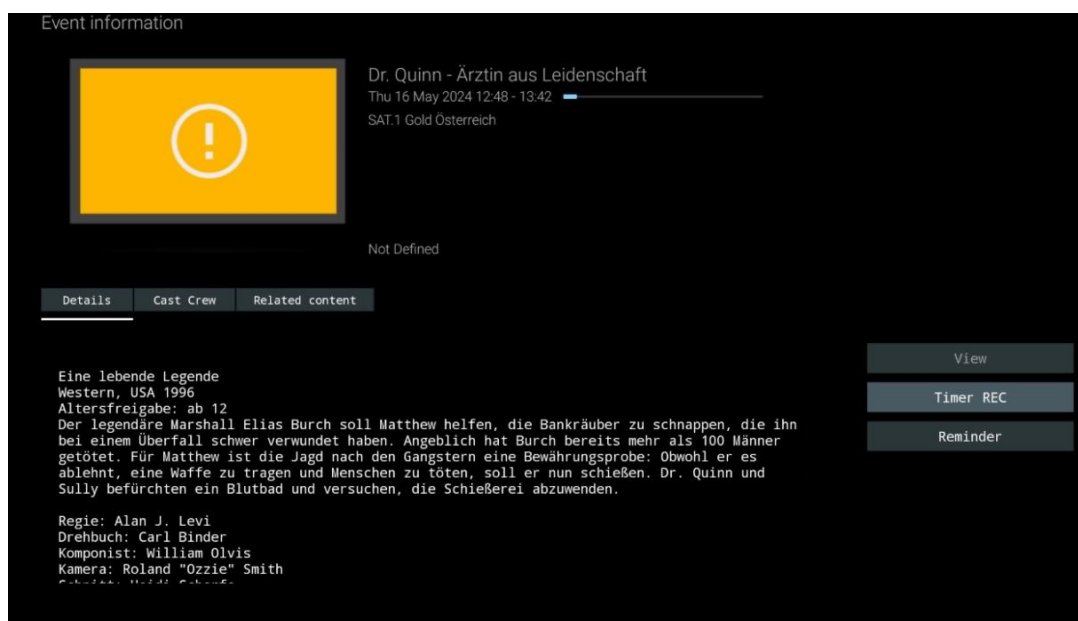 Event information
Dr. Quinn - Ärztin aus Leidenschaft
Thu 16 May 2024 12:48 - 13:42
SAT.1 Gold Österreich
Not Defined
Details Cast Crew Related content
View
Timer REC
Reminder
Eine lebende Legende
Western, USA 1996
Altersfreigabe: ab 12
Der legendäre Marshall Elias Burch soll Matthew helfen, die Bankräuber zu schnappen, die ihn
bei einem Überfall schwer verwundet haben. Angeblich hat Burch bereits mehr als 100 Männer
getötet. Für Matthew ist die Jagd nach den Gangstern eine Bewährungsprobe: Obwohl er es
ablehnt, eine Waffe zu tragen und Menschen zu töten, soll er nun schießen. Dr. Quinn und
Sully befürchten ein Blutbad und versuchen, die Schießerei abzuwenden.
Regie: Alan J. Levi
Drehbuch: Carl Binder
Komponist: William Olvis
Kamera: Roland "Ozzie" Smith